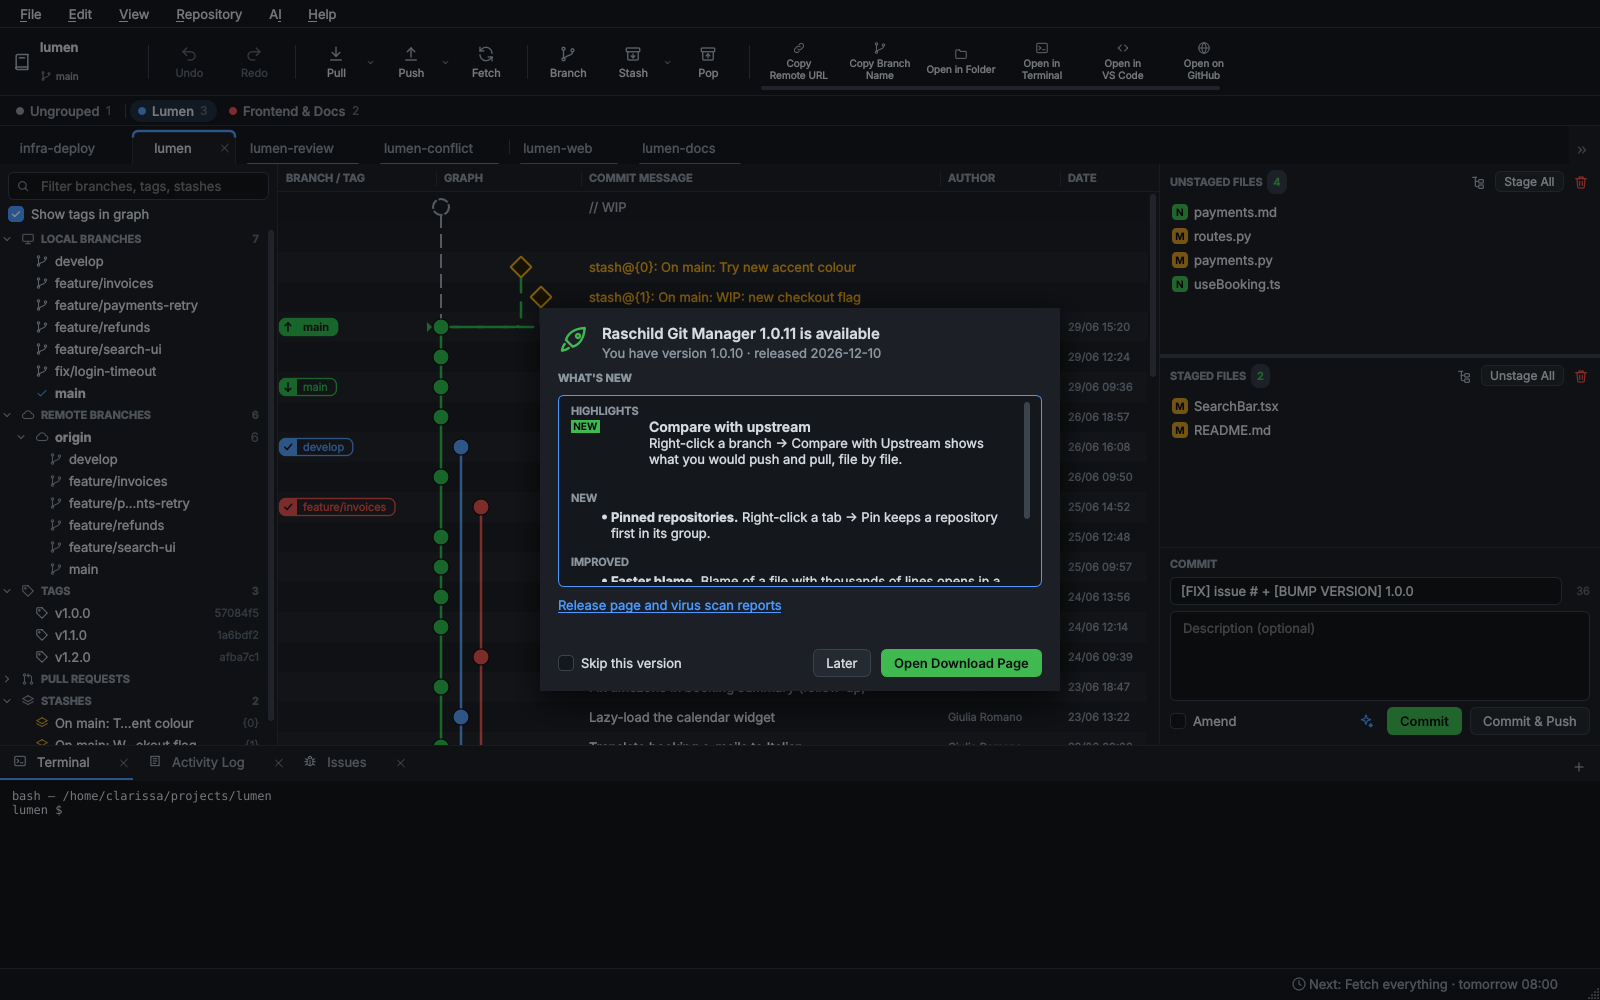 File Edit View Repository AI Help
lumen
main
Undo Redo Pull Push Fetch Branch Stash Pop
Copy Remote URL
Copy Branch Name
Open in Folder
Open in Terminal
Open in VS Code
Open on GitHub
Ungrouped 1 Lumen 3 Frontend & Docs 2
infra-deploy lumen lumen-review lumen-conflict lumen-web lumen-docs
Filter branches, tags, stashes
Show tags in graph
LOCAL BRANCHES 7
develop
feature/invoices
feature/payments-retry
feature/refunds
feature/search-ui
fix/login-timeout
main
REMOTE BRANCHES 6
origin 6
develop
feature/invoices
feature/p...nts-retry
feature/refunds
feature/search-ui
main
TAGS 3
v1.0.0 57084f5
v1.1.0 1a6bdf2
v1.2.0 afba7c1
PULL REQUESTS
STASHES 2
On main: T...ent colour {0}
On main: W...ckout flag {1}
BRANCH / TAG GRAPH COMMIT MESSAGE AUTHOR DATE
// WIP
stash@{0}: On main: Try new accent colour
stash@{1}: On main: WIP: new checkout flag
main 29/06 15:20
29/06 12:24
main 29/06 09:36
26/06 18:57
develop 26/06 16:08
26/06 09:50
feature/invoices 25/06 14:52
25/06 12:48
25/06 09:57
24/06 13:56
24/06 12:14
24/06 09:39
23/06 18:47
Lazy-load the calendar widget Giulia Romano 23/06 13:22
Raschild Git Manager 1.0.11 is available
You have version 1.0.10 · released 2026-12-10
WHAT'S NEW
HIGHLIGHTS
NEW Compare with upstream
Right-click a branch → Compare with Upstream shows
what you would push and pull, file by file.
NEW
• Pinned repositories. Right-click a tab → Pin keeps a repository
first in its group.
IMPROVED
• Faster blame. Blame of a file with thousands of lines opens in a
Release page and virus scan reports
Skip this version Later Open Download Page
UNSTAGED FILES 4 Stage All
N payments.md
M routes.py
M payments.py
N useBooking.ts
STAGED FILES 2 Unstage All
M SearchBar.tsx
M README.md
COMMIT
[FIX] issue # + [BUMP VERSION] 1.0.0 36
Description (optional)
Amend Commit Commit & Push
Terminal Activity Log Issues
bash — /home/clarissa/projects/lumen
lumen $
Next: Fetch everything · tomorrow 08:00